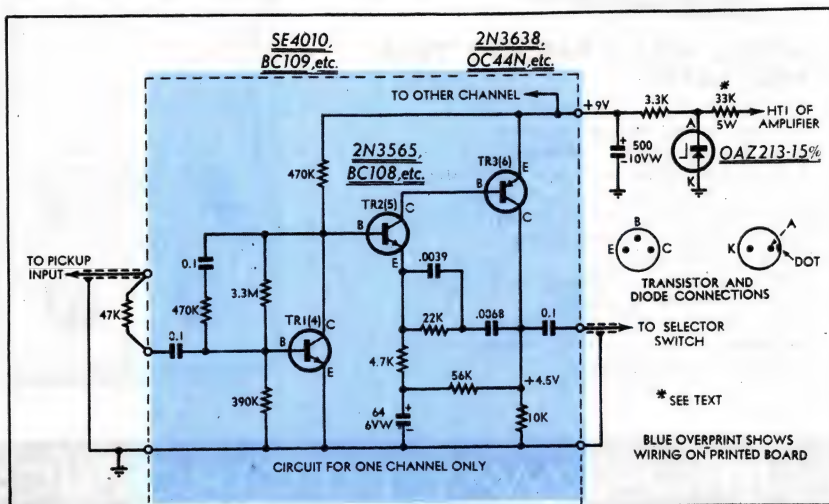 SE4010,
BC109,etc.
2N3638,
OC44N,etc.
TO OTHER CHANNEL
+9V
3.3K
*
33K
5W
HT1 OF
AMPLIFIER
A
K
OAZ213-15%
+
500
-10VW
470K
2N3565,
BC108,etc.
TR3(6)
E
B
C
TR2(5)
C
B
E
TO PICKUP
INPUT
0.1
470K
3.3M
47K
0.1
TR1(4)
C
B
E
.0039
22K
.0068
0.1
TO SELECTOR
SWITCH
4.7K
56K
+4.5V
390K
64
6VW
+
-
10K
B
E
C
A
K
DOT
TRANSISTOR AND
DIODE CONNECTIONS
*SEE TEXT
BLUE OVERPRINT SHOWS
WIRING ON PRINTED BOARD
CIRCUIT FOR ONE CHANNEL ONLY